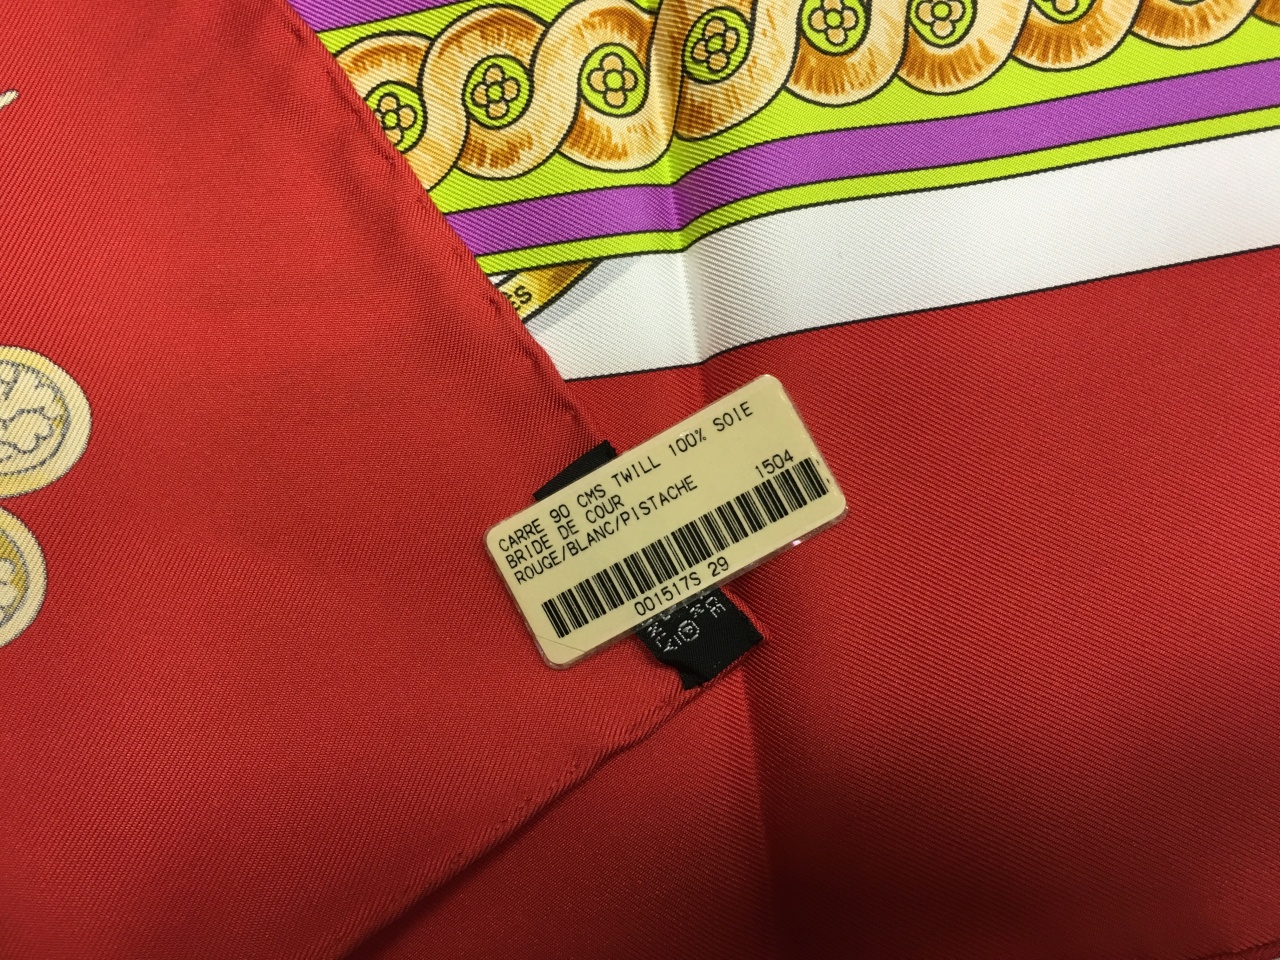 CARRE 90 CMS TWILL 100% SOIE
BRIDE DE COUR
ROUGE/BLANC/PISTACHE 1504
001517S 29